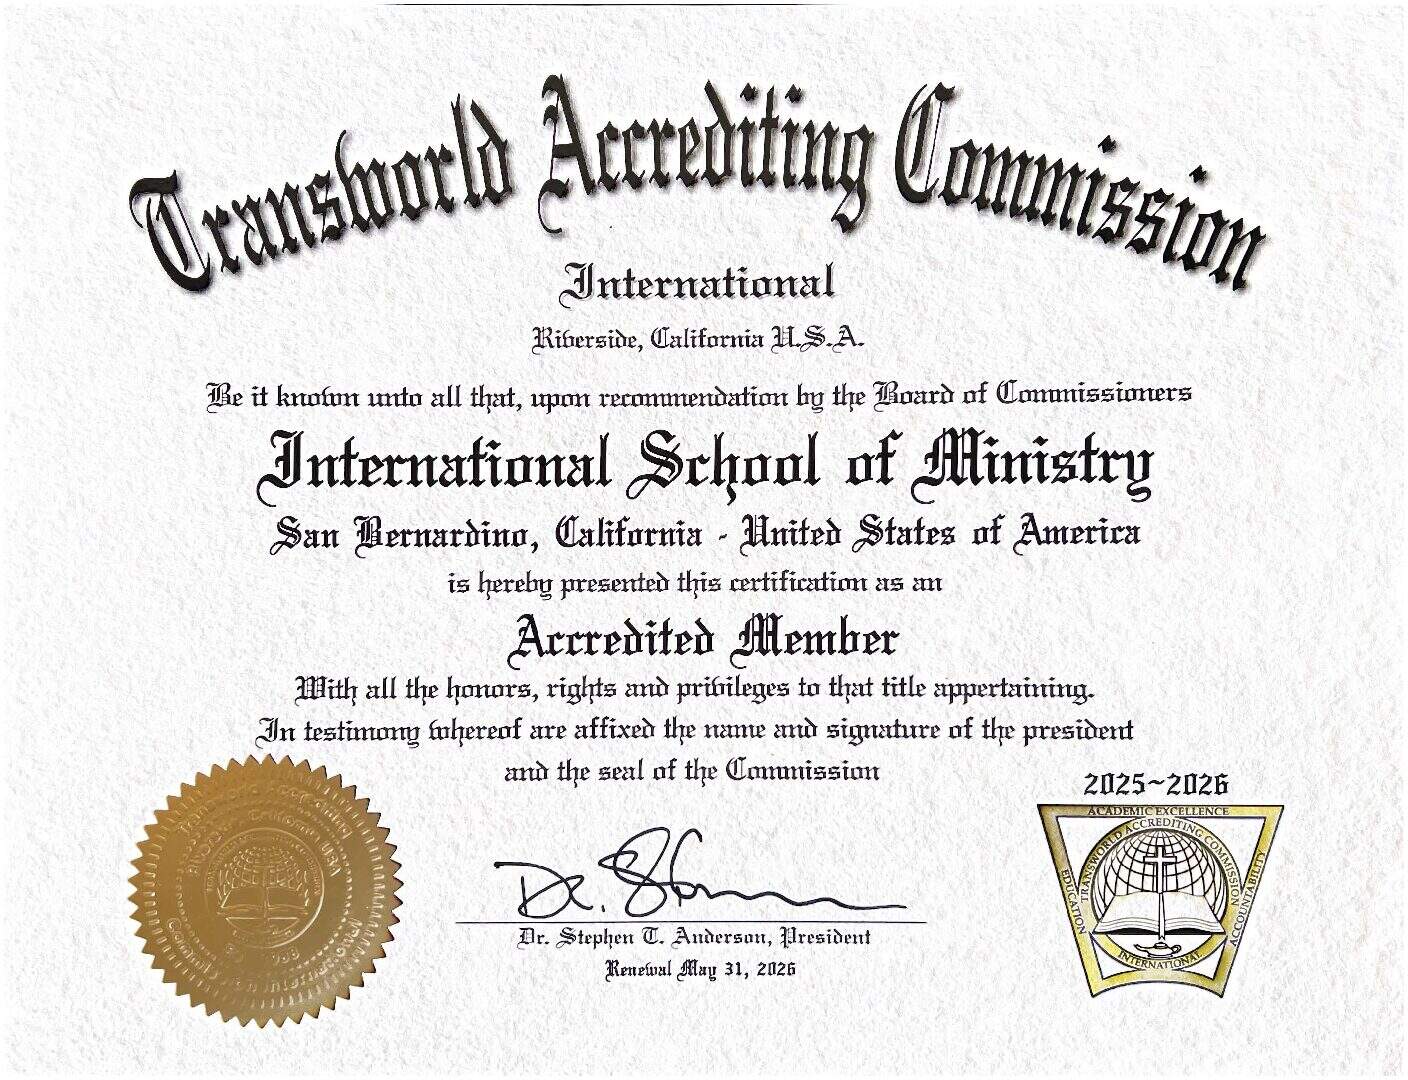 Transworld Accrediting Commission
International
Riverside, California U.S.A.
Be it known unto all that, upon recommendation by the Board of Commissioners
International School of Ministry
San Bernardino, California - United States of America
is hereby presented this certification as an
Accredited Member
With all the honors, rights and privileges to that title appertaining.
In testimony whereof are affixed the name and signature of the president
and the seal of the Commission
2025~2026
ACADEMIC EXCELLENCE
TRANSWORLD ACCREDITING COMMISSION
EDUCATION
ACCOUNTABILITY
INTERNATIONAL
Dr. Stephen T. Anderson, President
Renewal May 31, 2026